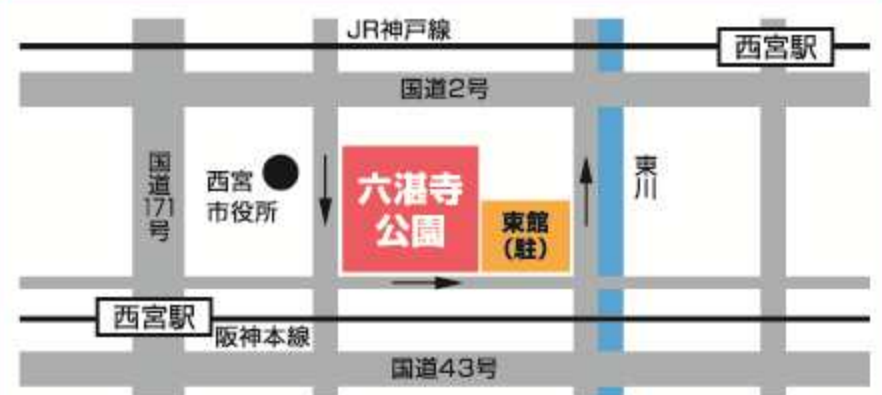 JR神戸線
西宮駅
国道2号
国道171号
西宮
市役所
六湛寺
公園
東館
(駐)
東川
西宮駅
阪神本線
国道43号